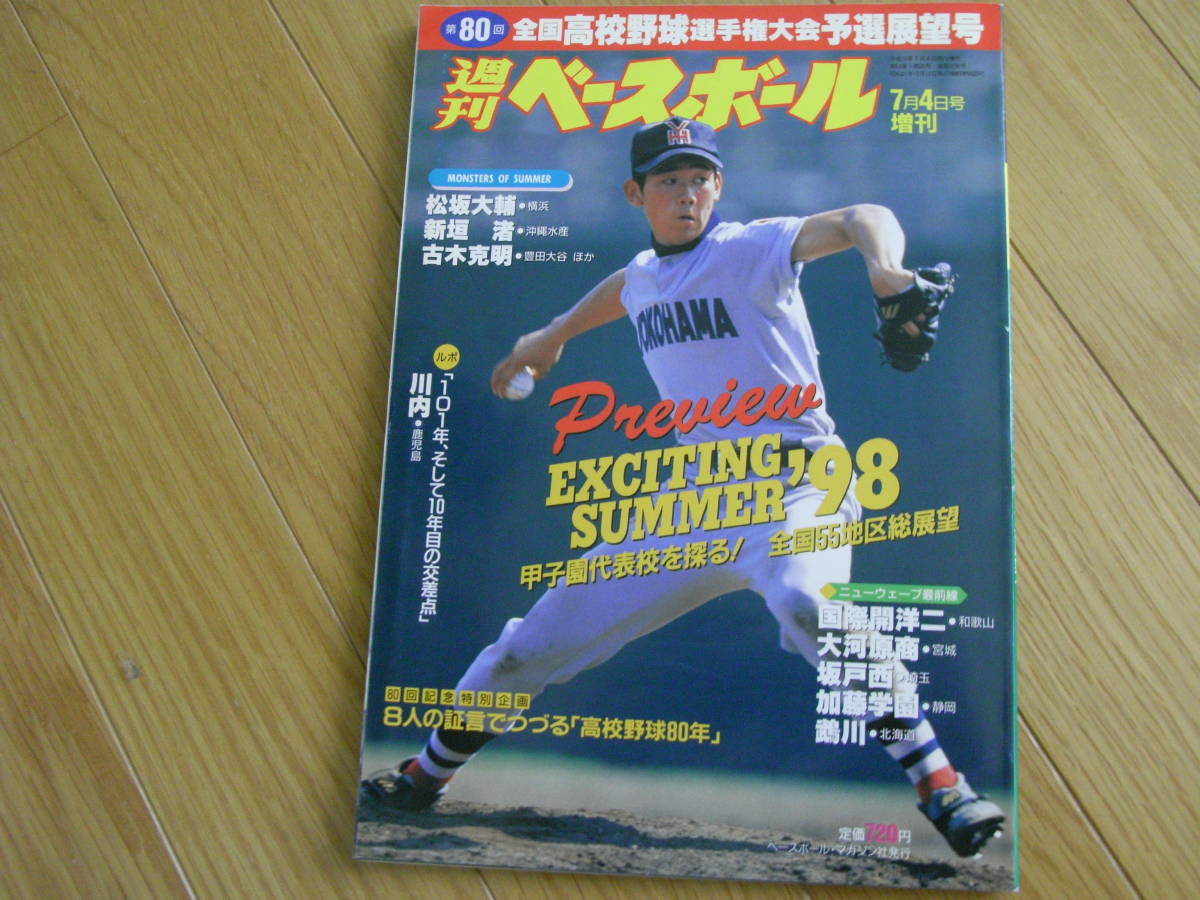 第80回 全国高校野球選手権大会予選展望号
週刊ベースボール
7月4日号
増刊
YH
MONSTERS OF SUMMER
松坂大輔●横浜
新垣 渚●沖縄水産
古木克明●豊田大谷 ほか
YOKOHAMA
ルポ
「101年、そして10年目の交差点」
川内●鹿児島
Preview
EXCITING
SUMMER '98
甲子園代表校を探る! 全国55地区総展望
ニューウェーブ最前線
国際開洋二●和歌山
大河原商●宮城
坂戸西●埼玉
加藤学園●静岡
鵡川●北海道
80回記念特別企画
8人の証言でつづる「高校野球80年」
定価720円
ベースボール・マガジン社発行